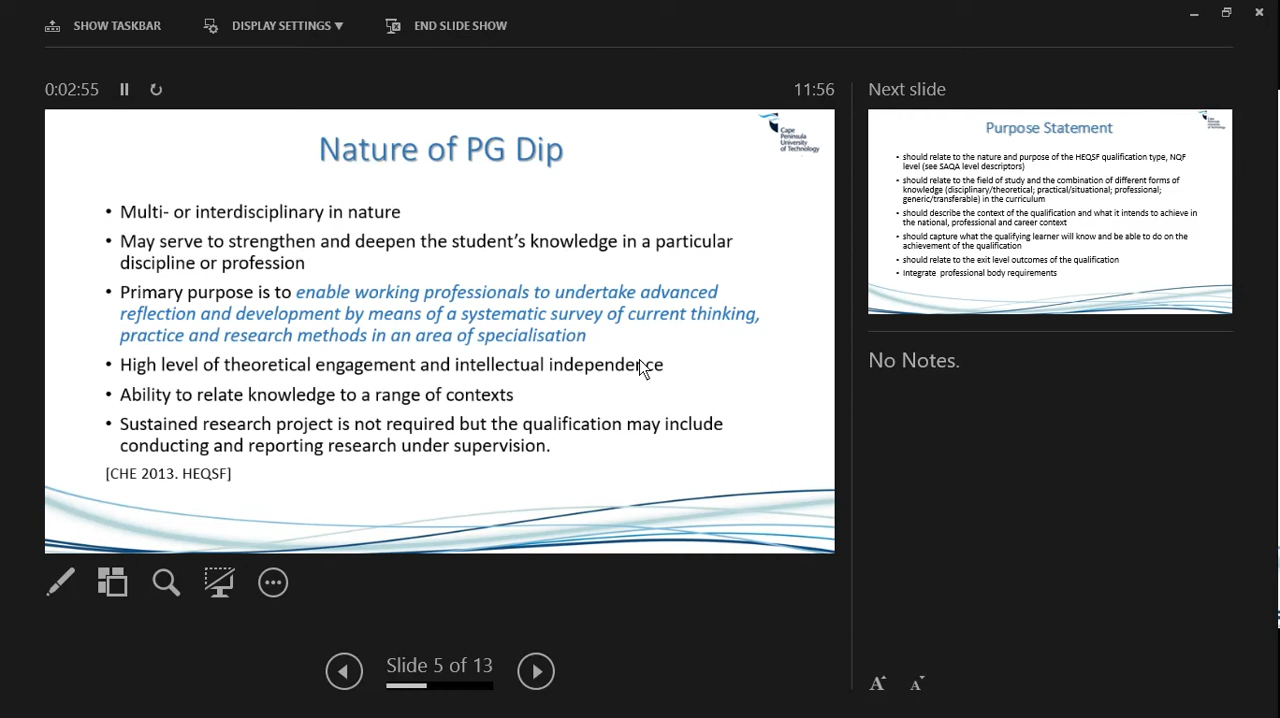 SHOW TASKBAR
DISPLAY SETTINGS ▼
END SLIDE SHOW
0:02:55
11:56
Nature of PG Dip
Cape
Peninsula
University
of Technology
• Multi- or interdisciplinary in nature
• May serve to strengthen and deepen the student’s knowledge in a particular
discipline or profession
• Primary purpose is to enable working professionals to undertake advanced
reflection and development by means of a systematic survey of current thinking,
practice and research methods in an area of specialisation
• High level of theoretical engagement and intellectual independence
• Ability to relate knowledge to a range of contexts
• Sustained research project is not required but the qualification may include
conducting and reporting research under supervision.
[CHE 2013. HEQSF]
Slide 5 of 13
Next slide
Purpose Statement
Cape
Peninsula
University
of Technology
• should relate to the nature and purpose of the HEQSF qualification type, NQF
level (see SAQA level descriptors)
• should relate to the field of study and the combination of different forms of
knowledge (disciplinary/theoretical; practical/situational; professional;
generic/transferable) in the curriculum
• should describe the context of the qualification and what it intends to achieve in
the national, professional and career context
• should capture what the qualifying learner will know and be able to do on the
achievement of the qualification
• should relate to the exit level outcomes of the qualification
• Integrate professional body requirements
No Notes.
A A